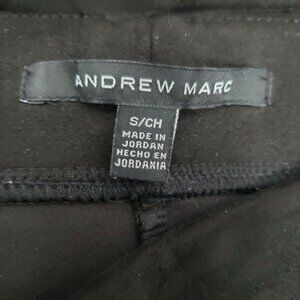 ANDREW MARC
S/CH
MADE IN
JORDAN
HECHO EN
JORDANIA